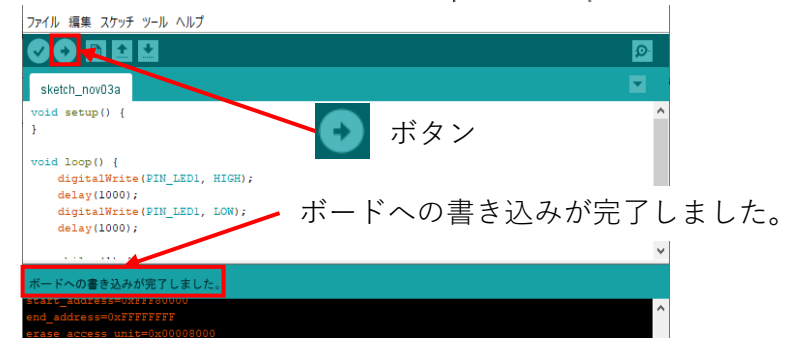 ファイル 編集 スケッチ ツール ヘルプ
sketch_nov03a
void setup() {
}
void loop() {
digitalWrite(PIN_LED1, HIGH);
delay(1000);
digitalWrite(PIN_LED1, LOW);
delay(1000);
ボタン
ボードへの書き込みが完了しました。
ボードへの書き込みが完了しました。
start_address=0xFFF80000
end_address=0xFFFFFFFF
erase access unit=0x00008000